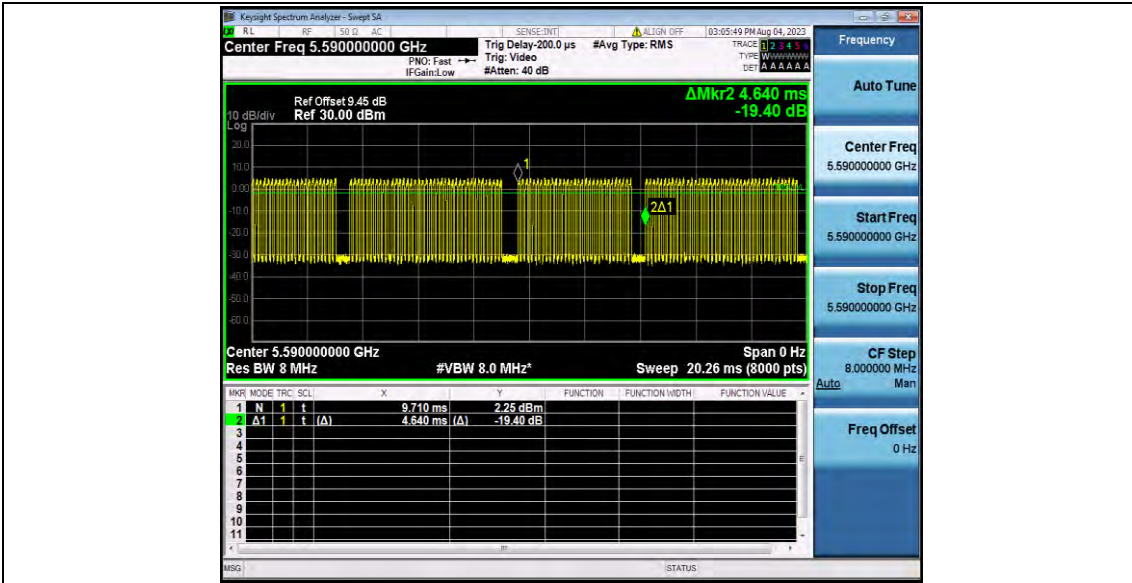 Keysight Spectrum Analyzer - Swept SA
RL RF 50 Ω AC SENSE:INT ALIGN OFF 03:05:49 PM Aug 04, 2023
Center Freq 5.590000000 GHz
PNO: Fast
IFGain:Low
Trig Delay-200.0 µs
Trig: Video
#Atten: 40 dB
#Avg Type: RMS
TRACE 1 2 3 4 5 6
TYPE WWWWWW
DET A A A A A A
Frequency
ΔMkr2 4.640 ms
-19.40 dB
Ref Offset 9.45 dB
10 dB/div Ref 30.00 dBm
Log
20.0
10.0
0.00
-10.0
-20.0
-30.0
-40.0
-50.0
-60.0
1
2Δ1
Center 5.590000000 GHz Span 0 Hz
Res BW 8 MHz #VBW 8.0 MHz* Sweep 20.26 ms (8000 pts)
MKR MODE TRC SCL X Y FUNCTION FUNCTION WIDTH FUNCTION VALUE
1 N 1 t 9.710 ms 2.25 dBm
2 Δ1 1 t (Δ) 4.640 ms (Δ) -19.40 dB
3
4
5
6
7
8
9
10
11
MSG STATUS
Auto Tune
Center Freq
5.590000000 GHz
Start Freq
5.590000000 GHz
Stop Freq
5.590000000 GHz
CF Step
8.000000 MHz
Auto Man
Freq Offset
0 Hz